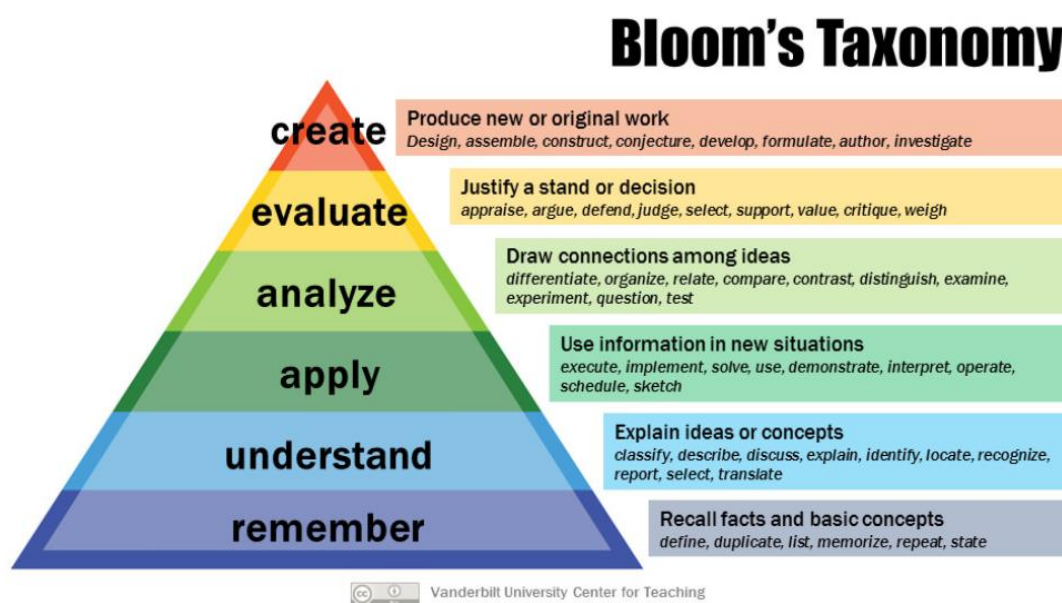 Bloom's Taxonomy
create
Produce new or original work
Design, assemble, construct, conjecture, develop, formulate, author, investigate
evaluate
Justify a stand or decision
appraise, argue, defend, judge, select, support, value, critique, weigh
analyze
Draw connections among ideas
differentiate, organize, relate, compare, contrast, distinguish, examine,
experiment, question, test
apply
Use information in new situations
execute, implement, solve, use, demonstrate, interpret, operate,
schedule, sketch
understand
Explain ideas or concepts
classify, describe, discuss, explain, identify, locate, recognize,
report, select, translate
remember
Recall facts and basic concepts
define, duplicate, list, memorize, repeat, state
cc
Vanderbilt University Center for Teaching